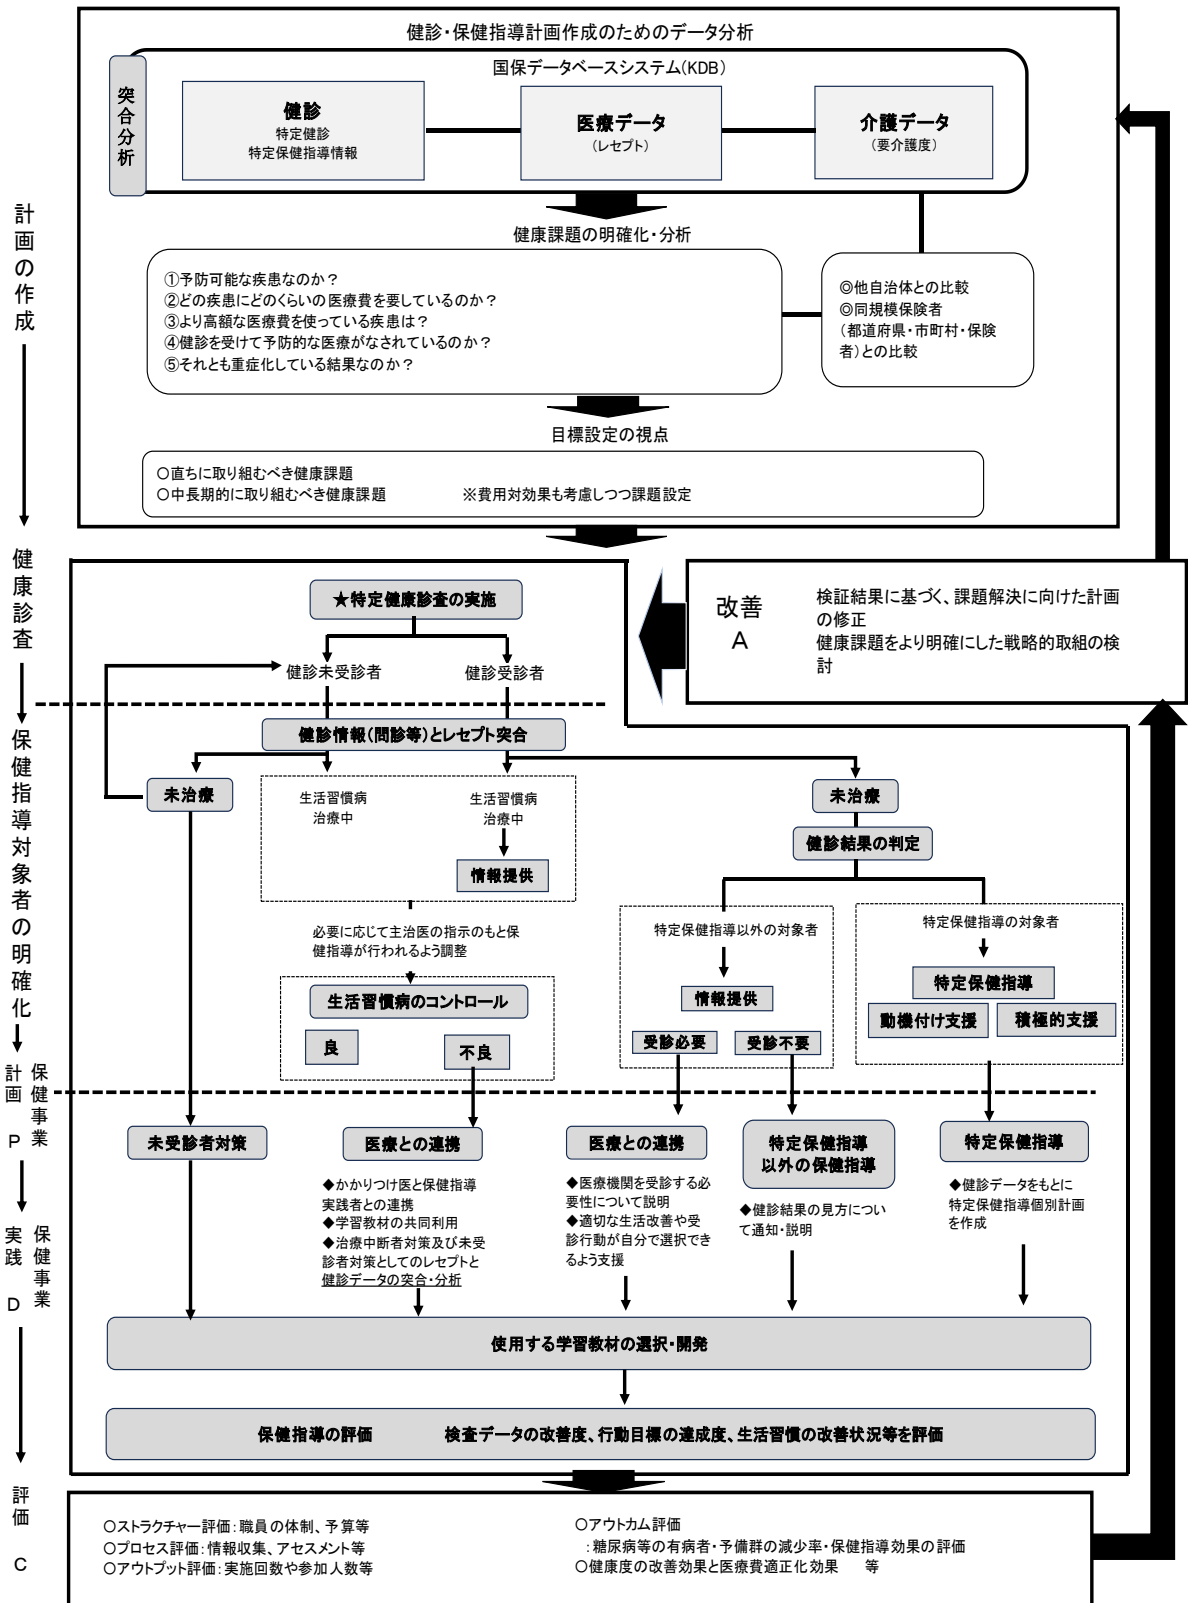 健診・保健指導計画作成のためのデータ分析
国保データベースシステム(KDB)
突合分析
健診
特定健診
特定保健指導情報
医療データ
(レセプト)
介護データ
(要介護度)
計画の作成
健康課題の明確化・分析
①予防可能な疾患なのか？
②どの疾患にどのくらいの医療費を要しているのか？
③より高額な医療費を使っている疾患は？
④健診を受けて予防的な医療がなされているのか？
⑤それとも重症化している結果なのか？
◎他自治体との比較
◎同規模保険者
（都道府県・市町村・保険
者）との比較
目標設定の視点
○直ちに取り組むべき健康課題
○中長期的に取り組むべき健康課題　※費用対効果も考慮しつつ課題設定
健康診査
★特定健康診査の実施
改善
A
検証結果に基づく、課題解決に向けた計画
の修正
健康課題をより明確にした戦略的取組の検
討
健診未受診者
健診受診者
保健指導対象者の明確化
健診情報（問診等）とレセプト突合
未治療
生活習慣病
治療中
生活習慣病
治療中
情報提供
未治療
健診結果の判定
必要に応じて主治医の指示のもと保
健指導が行われるよう調整
生活習慣病のコントロール
良
不良
特定保健指導以外の対象者
情報提供
受診必要
受診不要
特定保健指導の対象者
特定保健指導
動機付け支援
積極的支援
保健事業
計画 P
未受診者対策
医療との連携
◆かかりつけ医と保健指導
実践者との連携
◆学習教材の共同利用
◆治療中断者対策及び未受
診者対策としてのレセプトと
健診データの突合・分析
医療との連携
◆医療機関を受診する必
要性について説明
◆適切な生活改善や受
診行動が自分で選択でき
るよう支援
特定保健指導
以外の保健指導
◆健診結果の見方につい
て通知・説明
特定保健指導
◆健診データをもとに
特定保健指導個別計画
を作成
保健事業
実践 D
使用する学習教材の選択・開発
保健指導の評価　検査データの改善度、行動目標の達成度、生活習慣の改善状況等を評価
評価 C
○ストラクチャー評価：職員の体制、予算等
○プロセス評価：情報収集、アセスメント等
○アウトプット評価：実施回数や参加人数等
○アウトカム評価
：糖尿病等の有病者・予備群の減少率・保健指導効果の評価
○健康度の改善効果と医療費適正化効果　等